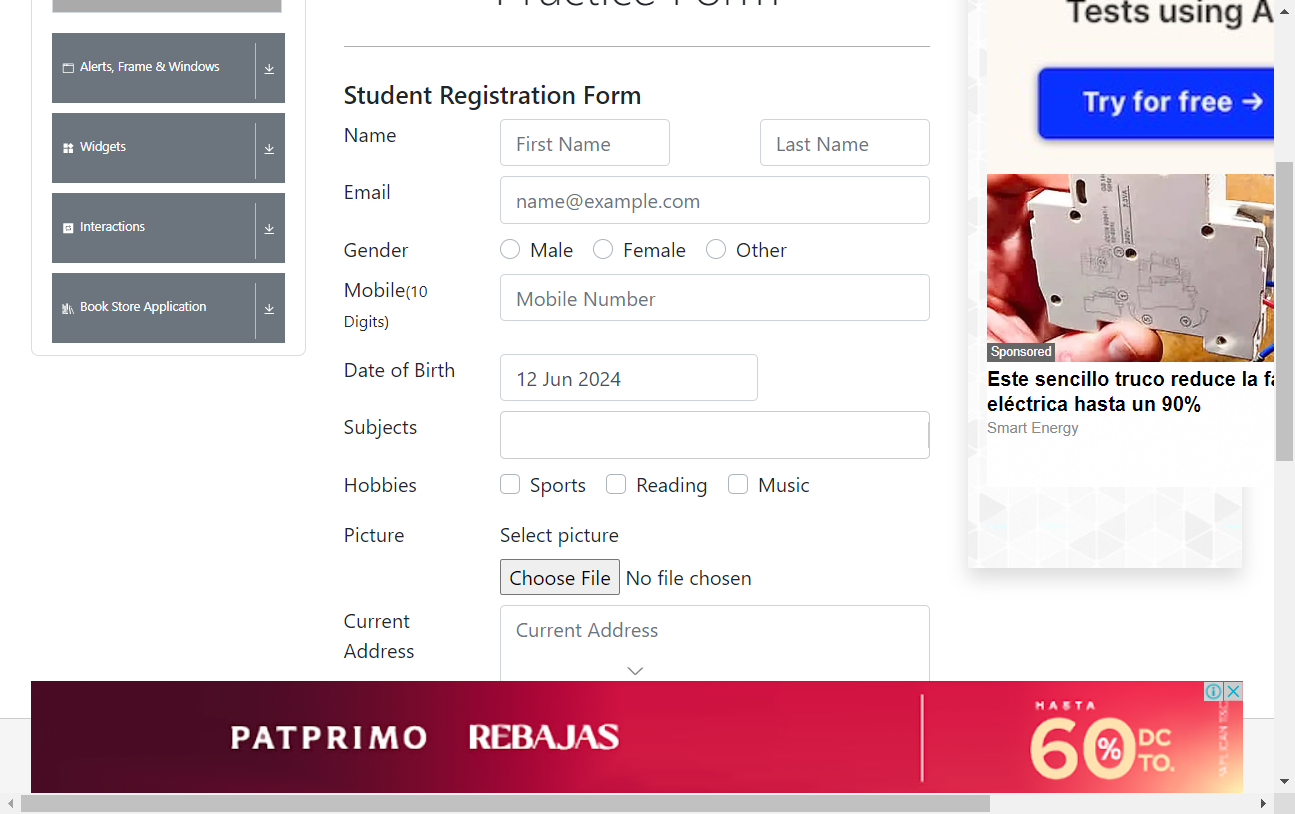 Practice Form
Alerts, Frame & Windows
Widgets
Interactions
Book Store Application
Student Registration Form
Name
First Name
Last Name
Email
name@example.com
Gender
Male
Female
Other
Mobile(10
Digits)
Mobile Number
Date of Birth
12 Jun 2024
Subjects
Hobbies
Sports
Reading
Music
Picture
Select picture
Choose File No file chosen
Current
Address
Current Address
Tests using A
Try for free →
Sponsored
Este sencillo truco reduce la fa
eléctrica hasta un 90%
Smart Energy
PATPRIMO REBAJAS
HASTA
60% DC
TO.